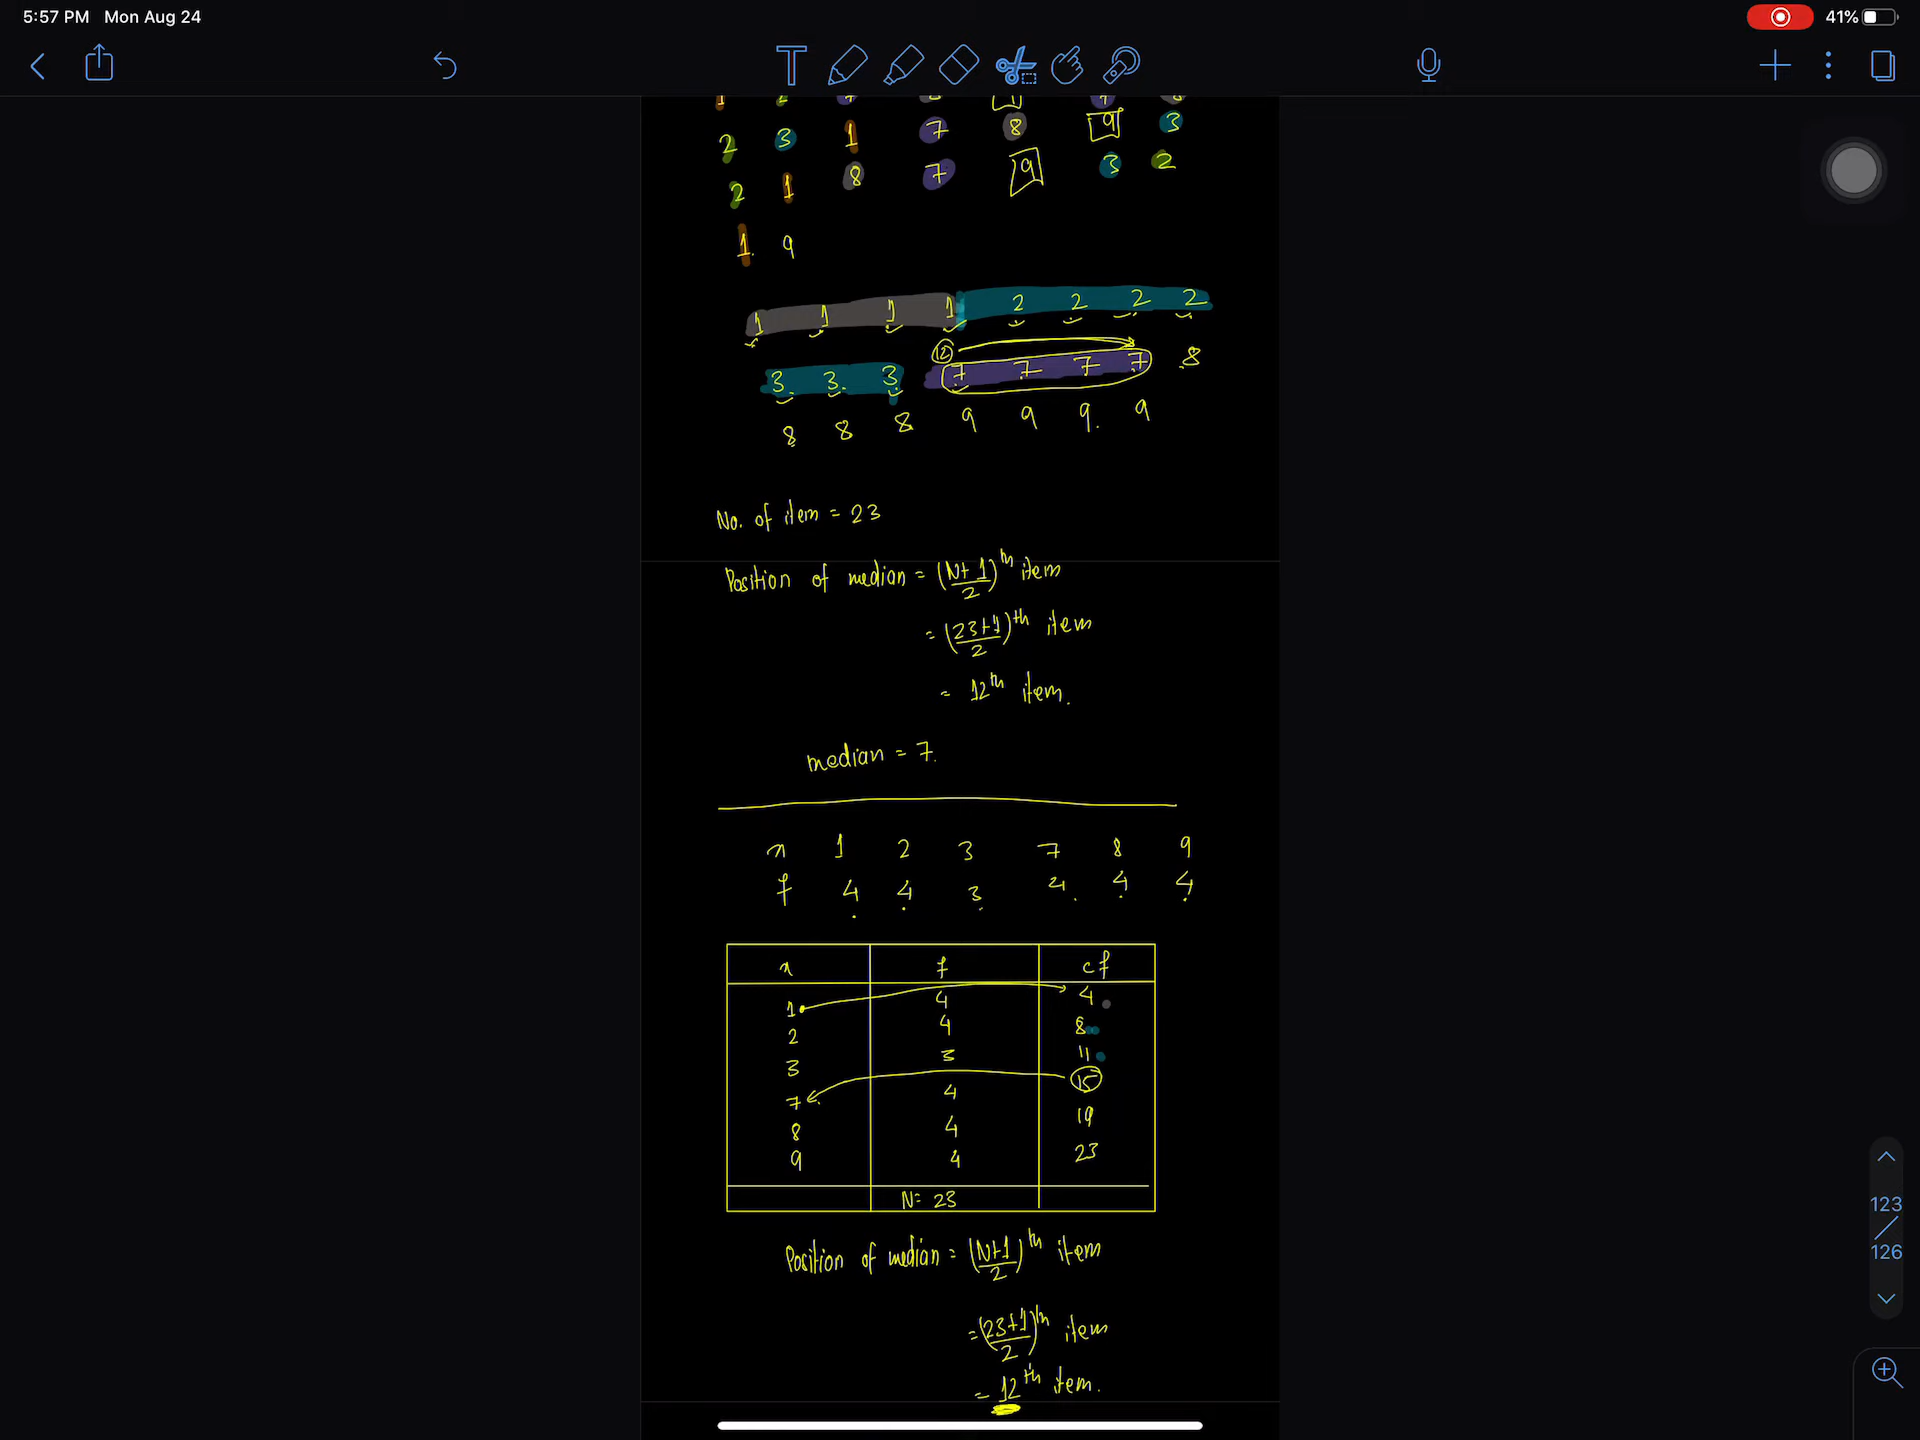 5:57 PM Mon Aug 24
41%
2 3 1 7 8 9 3
2 1 8 7 9 3 2
1. 9
1 1 1 1 2 2 2 2
12
3. 3. 3. 7 7 7 7 8
8 8 8 9 9 9. 9
No. of item = 23
Position of median = (N+1/2)th item
= (23+1/2)th item
= 12th item.
median = 7.
x 1 2 3 7 8 9
f 4 4 3 4 4 4
x f cf
1 4 4
2 4 8
3 3 11
7 4 15
8 4 19
9 4 23
N = 23
Position of median = (N+1/2)th item
= (23+1/2)th item
= 12th item.
123
126